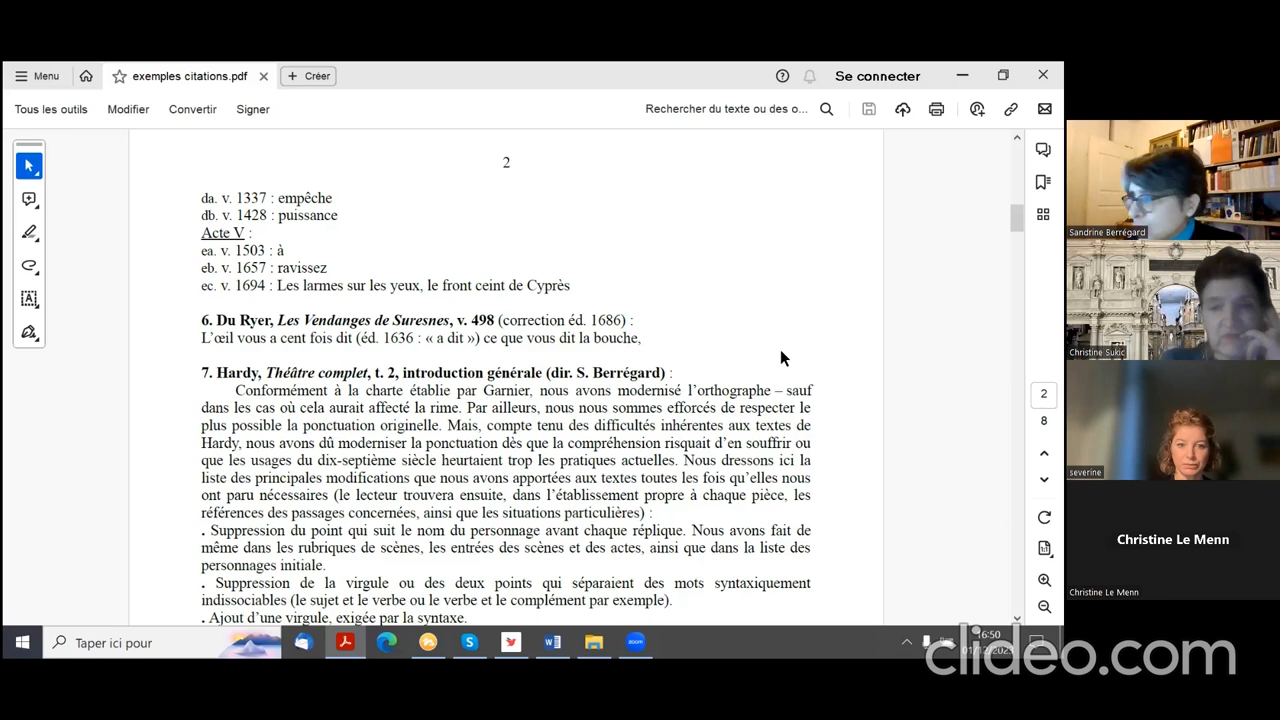 Menu
exemples citations.pdf
Créer
Se connecter
Tous les outils
Modifier
Convertir
Signer
Rechercher du texte ou des o...
2
da. v. 1337 : empêche
db. v. 1428 : puissance
Acte V :
ea. v. 1503 : à
eb. v. 1657 : ravissez
ec. v. 1694 : Les larmes sur les yeux, le front ceint de Cyprès
6. Du Ryer, Les Vendanges de Suresnes, v. 498 (correction éd. 1686) :
L'œil vous a cent fois dit (éd. 1636 : « a dit ») ce que vous dit la bouche,
7. Hardy, Théâtre complet, t. 2, introduction générale (dir. S. Berrégard) :
Conformément à la charte établie par Garnier, nous avons modernisé l'orthographe – sauf
dans les cas où cela aurait affecté la rime. Par ailleurs, nous nous sommes efforcés de respecter le
plus possible la ponctuation originelle. Mais, compte tenu des difficultés inhérentes aux textes de
Hardy, nous avons dû moderniser la ponctuation dès que la compréhension risquait d'en souffrir ou
que les usages du dix-septième siècle heurtaient trop les pratiques actuelles. Nous dressons ici la
liste des principales modifications que nous avons apportées aux textes toutes les fois qu'elles nous
ont paru nécessaires (le lecteur trouvera ensuite, dans l'établissement propre à chaque pièce, les
références des passages concernées, ainsi que les situations particulières) :
. Suppression du point qui suit le nom du personnage avant chaque réplique. Nous avons fait de
même dans les rubriques de scènes, les entrées des scènes et des actes, ainsi que dans la liste des
personnages initiale.
. Suppression de la virgule ou des deux points qui séparaient des mots syntaxiquement
indissociables (le sujet et le verbe ou le verbe et le complément par exemple).
. Ajout d'une virgule, exigée par la syntaxe.
2
8
Taper ici pour
zoom
16:50
01/12/2023
Sandrine Berrégard
Christine Sukic
severine
Christine Le Menn
Christine Le Menn
clideo.com